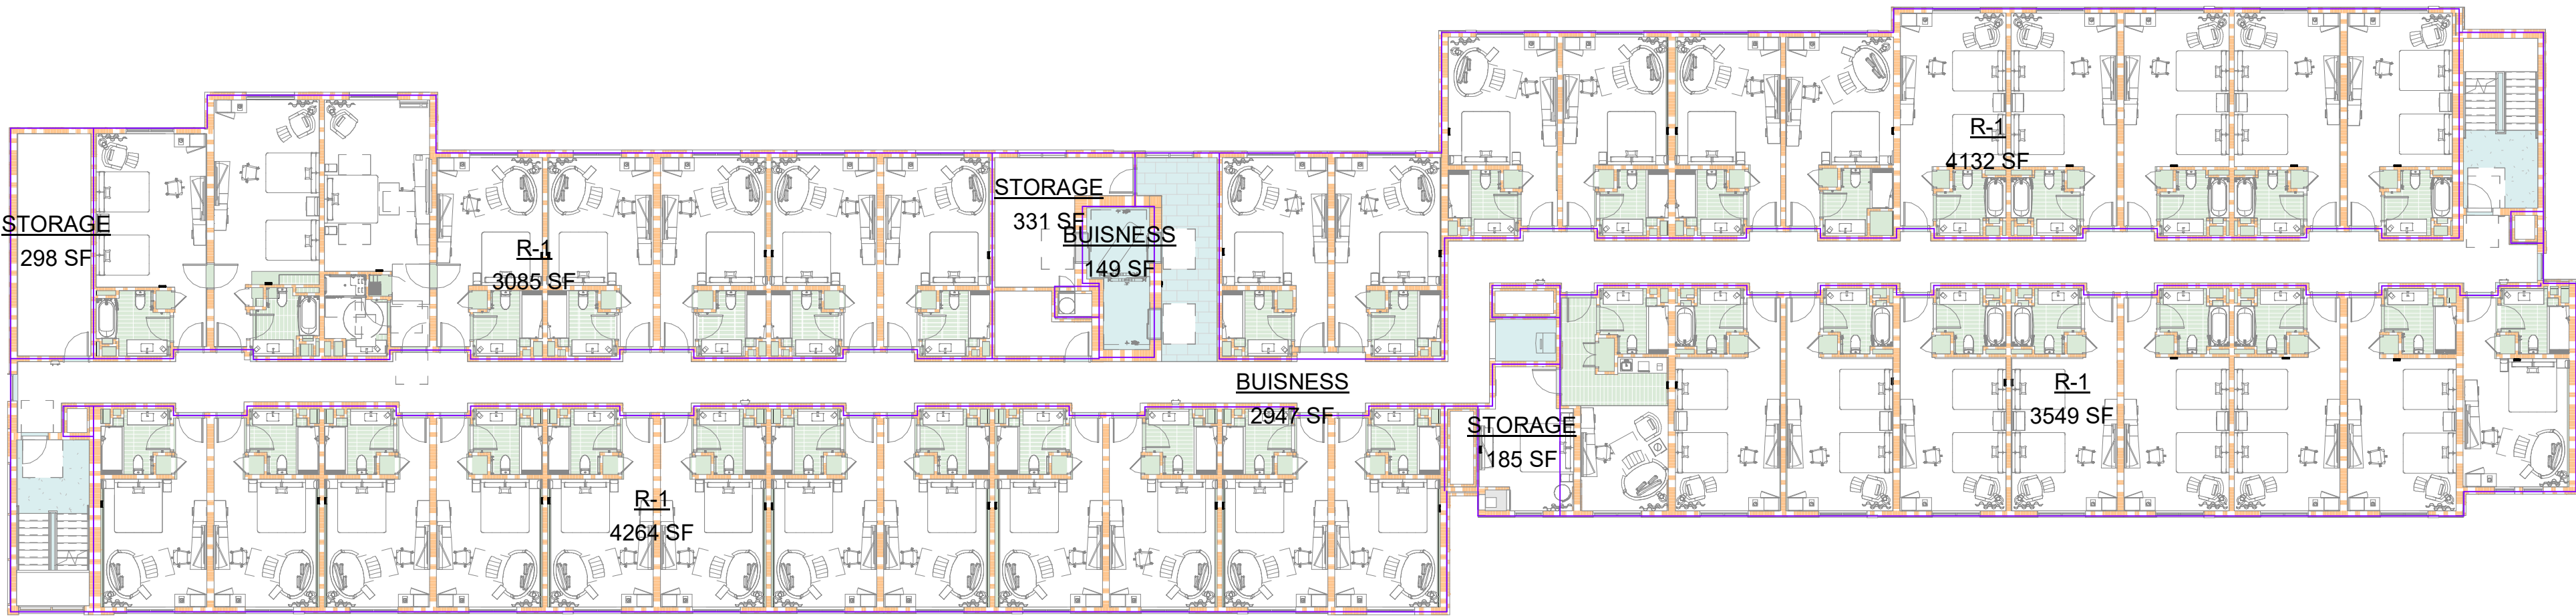 R-1
4132 SF
STORAGE
331 SF
STORAGE
298 SF
BUISNESS
149 SF
R-1
3085 SF
BUISNESS
2947 SF
R-1
3549 SF
STORAGE
185 SF
R-1
4264 SF